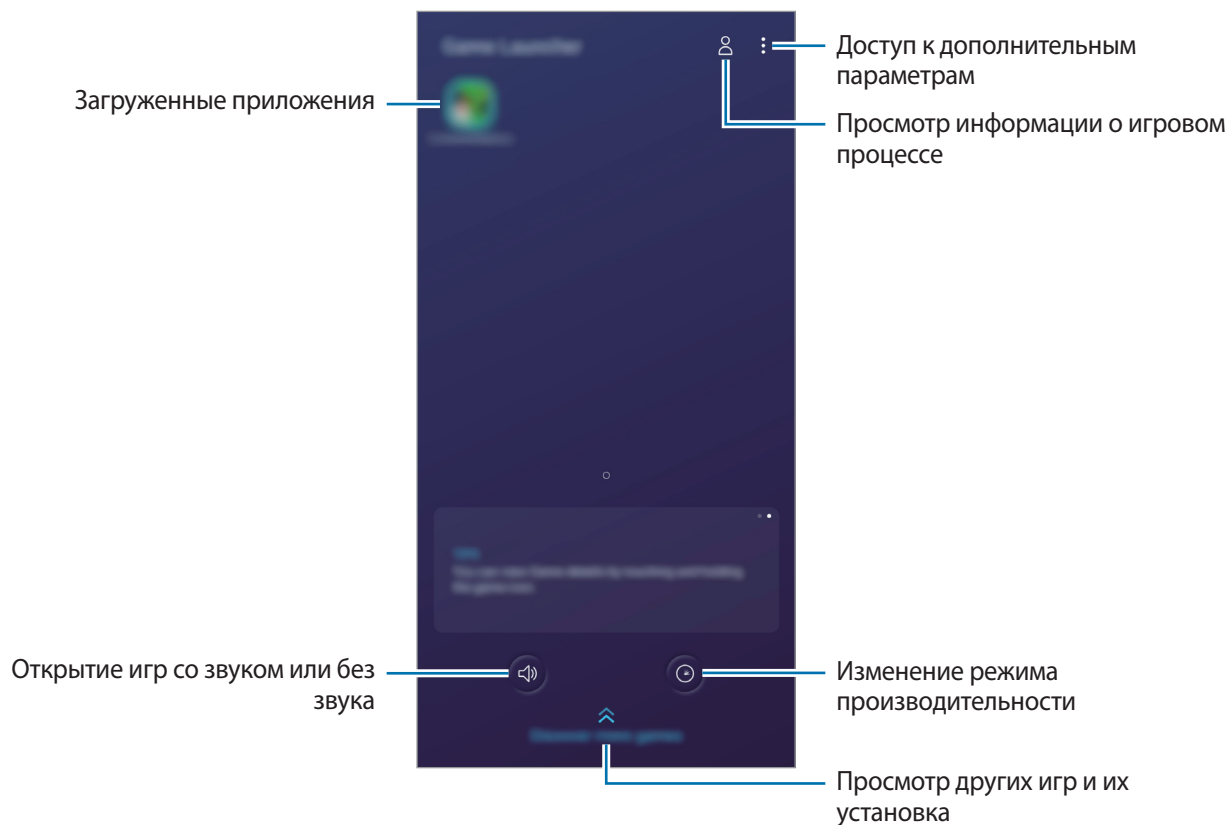 Доступ к дополнительным
параметрам
Загруженные приложения
Просмотр информации о игровом
процессе
Открытие игр со звуком или без
звука
Изменение режима
производительности
Просмотр других игр и их
установка